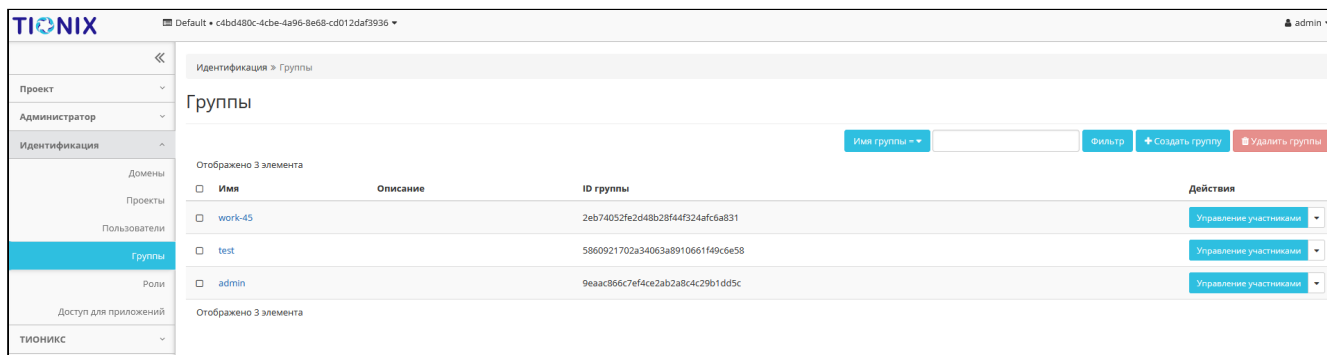 TIONIX
Default • c4bd480c-4cbe-4a96-8e68-cd012daf3936
admin
Идентификация » Группы
Проект
Группы
Администратор
Имя группы =
Фильтр
Создать группу
Удалить группы
Идентификация
Отображено 3 элемента
Домены
Имя Описание ID группы Действия
Проекты
work-45 2eb74052fe2d48b28f44f324afc6a831 Управление участниками
Пользователи
test 5860921702a34063a8910661f49c6e58 Управление участниками
Группы
admin 9eaac866c7ef4ce2ab2a8c4c29b1dd5c Управление участниками
Роли
Отображено 3 элемента
Доступ для приложений
ТИОНИКС